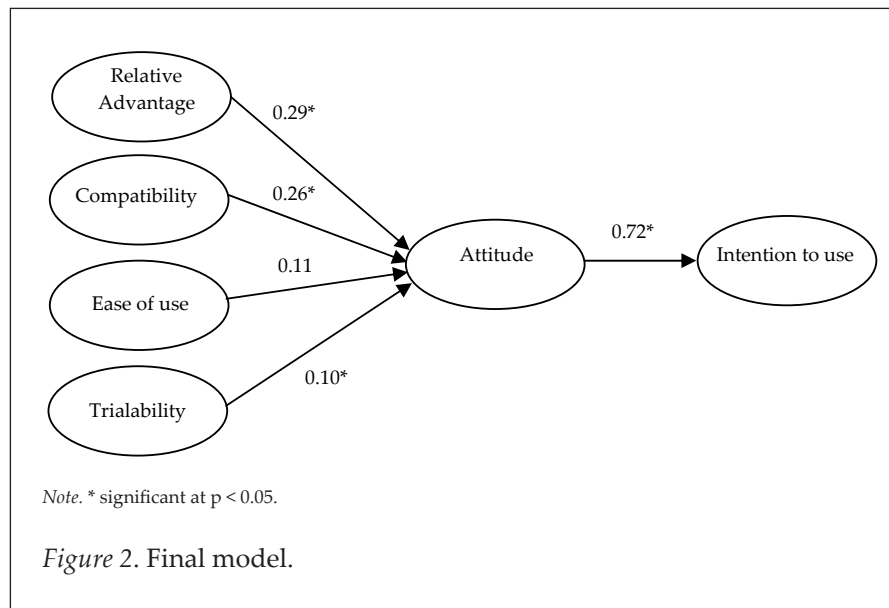 Relative
Advantage
0.29*
Compatibility
0.26*
Attitude
0.72*
Intention to use
0.11
Ease of use
0.10*
Trialability
Note. * significant at p < 0.05.
Figure 2. Final model.